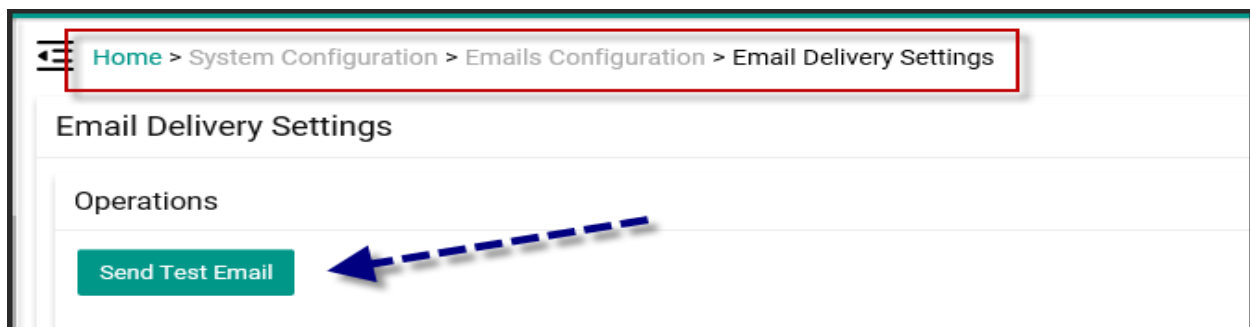 Home > System Configuration > Emails Configuration > Email Delivery Settings
Email Delivery Settings
Operations
Send Test Email